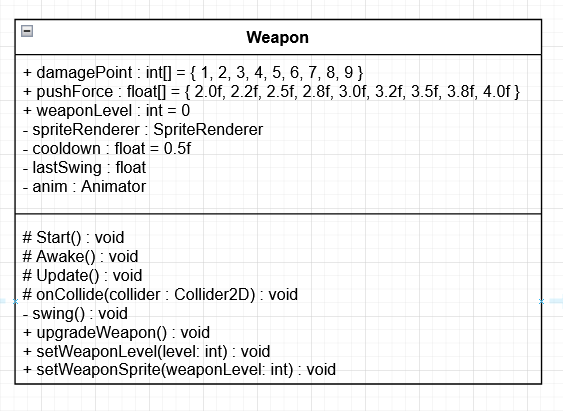 Weapon
+ damagePoint : int[] = { 1, 2, 3, 4, 5, 6, 7, 8, 9 }
+ pushForce : float[] = { 2.0f, 2.2f, 2.5f, 2.8f, 3.0f, 3.2f, 3.5f, 3.8f, 4.0f }
+ weaponLevel : int = 0
- spriteRenderer : SpriteRenderer
- cooldown : float = 0.5f
- lastSwing : float
- anim : Animator
# Start() : void
# Awake() : void
# Update() : void
# onCollide(collider : Collider2D) : void
- swing() : void
+ upgradeWeapon() : void
+ setWeaponLevel(level: int) : void
+ setWeaponSprite(weaponLevel: int) : void